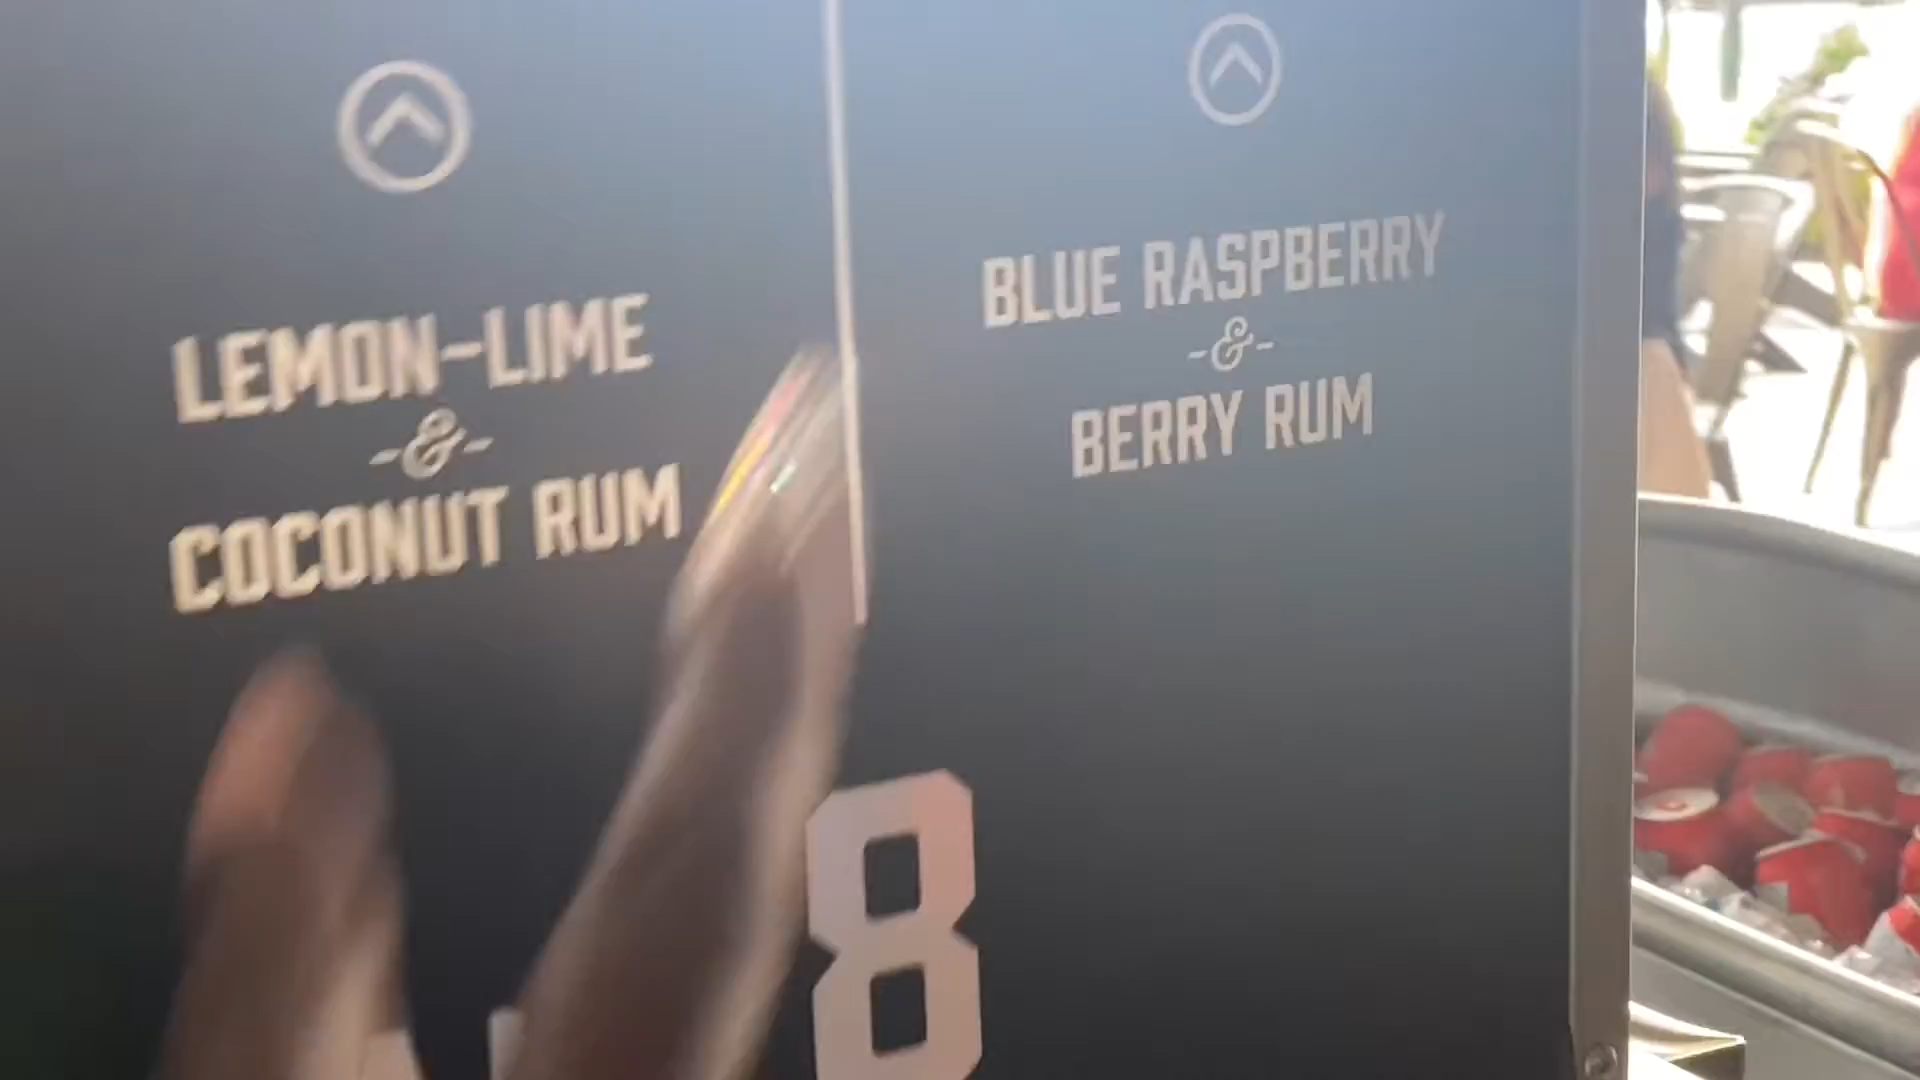 LEMON-LIME
-&-
COCONUT RUM
BLUE RASPBERRY
-&-
BERRY RUM
8